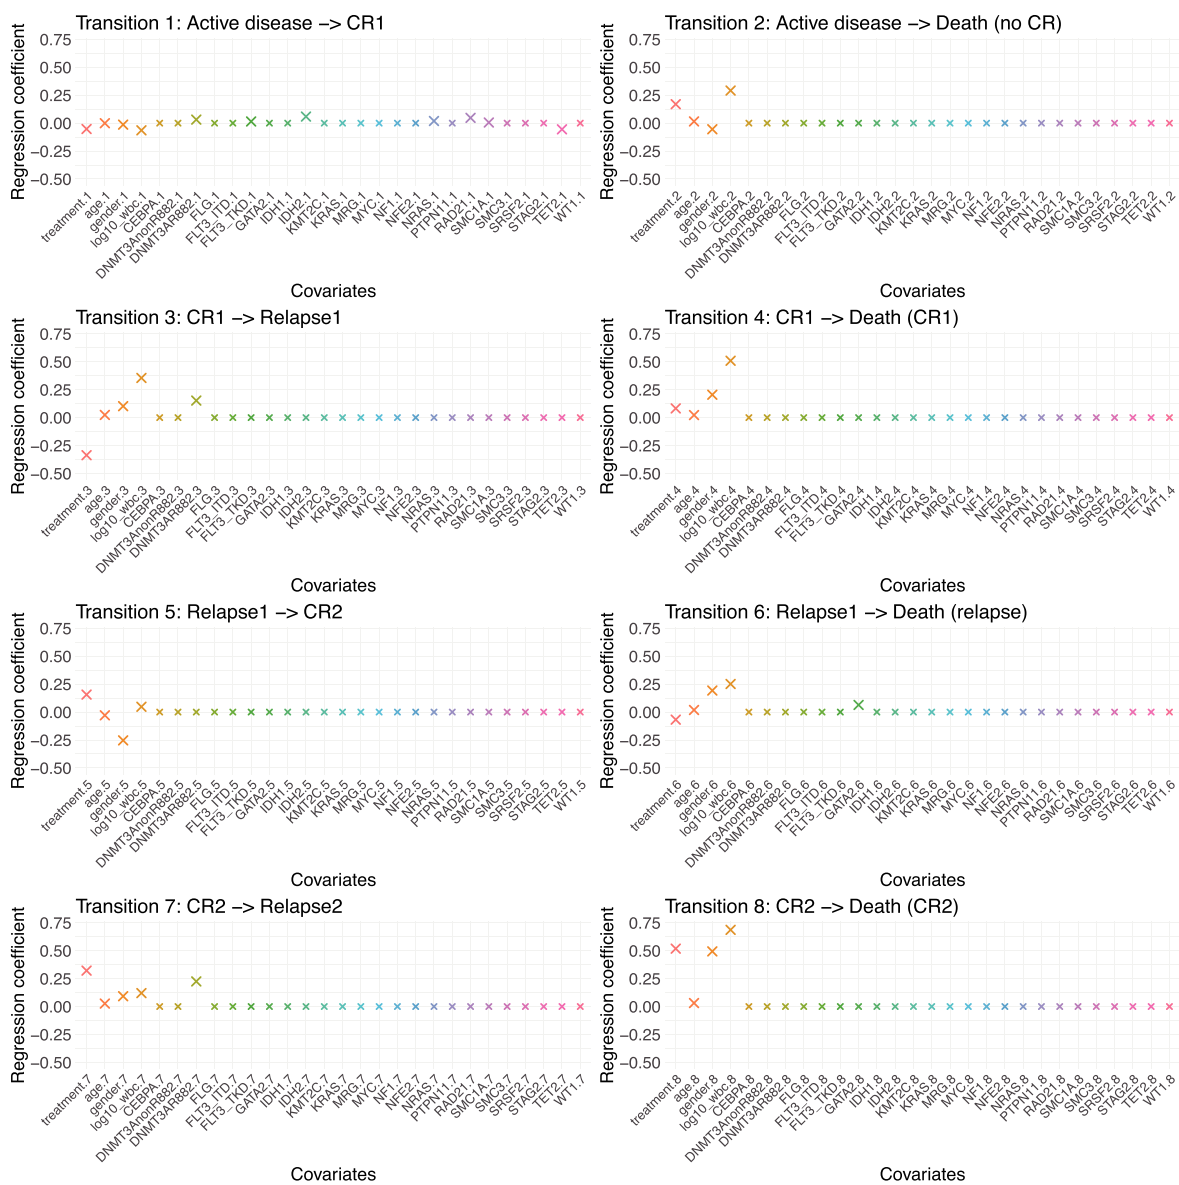 Transition 1: Active disease −> CR1
Regression coefficient
0.75
0.50
0.25
0.00
−0.25
−0.50
treatment.1
age.1
gender.1
log10_wbc.1
CEBPA.1
DNMT3AnonR882.1
DNMT3AR882.1
FLG.1
FLT3_ITD.1
FLT3_TKD.1
GATA2.1
IDH1.1
IDH2.1
KMT2C.1
KRAS.1
MRG.1
MYC.1
NF1.1
NFE2.1
NRAS.1
PTPN11.1
RAD21.1
SMC1A.1
SMC3.1
SRSF2.1
STAG2.1
TET2.1
WT1.1
Covariates
Transition 2: Active disease −> Death (no CR)
Regression coefficient
0.75
0.50
0.25
0.00
−0.25
−0.50
treatment.2
age.2
gender.2
log10_wbc.2
CEBPA.2
DNMT3AnonR882.2
DNMT3AR882.2
FLG.2
FLT3_ITD.2
FLT3_TKD.2
GATA2.2
IDH1.2
IDH2.2
KMT2C.2
KRAS.2
MRG.2
MYC.2
NF1.2
NFE2.2
NRAS.2
PTPN11.2
RAD21.2
SMC1A.2
SMC3.2
SRSF2.2
STAG2.2
TET2.2
WT1.2
Covariates
Transition 3: CR1 −> Relapse1
Regression coefficient
0.75
0.50
0.25
0.00
−0.25
−0.50
treatment.3
age.3
gender.3
log10_wbc.3
CEBPA.3
DNMT3AnonR882.3
DNMT3AR882.3
FLG.3
FLT3_ITD.3
FLT3_TKD.3
GATA2.3
IDH1.3
IDH2.3
KMT2C.3
KRAS.3
MRG.3
MYC.3
NF1.3
NFE2.3
NRAS.3
PTPN11.3
RAD21.3
SMC1A.3
SMC3.3
SRSF2.3
STAG2.3
TET2.3
WT1.3
Covariates
Transition 4: CR1 −> Death (CR1)
Regression coefficient
0.75
0.50
0.25
0.00
−0.25
−0.50
treatment.4
age.4
gender.4
log10_wbc.4
CEBPA.4
DNMT3AnonR882.4
DNMT3AR882.4
FLG.4
FLT3_ITD.4
FLT3_TKD.4
GATA2.4
IDH1.4
IDH2.4
KMT2C.4
KRAS.4
MRG.4
MYC.4
NF1.4
NFE2.4
NRAS.4
PTPN11.4
RAD21.4
SMC1A.4
SMC3.4
SRSF2.4
STAG2.4
TET2.4
WT1.4
Covariates
Transition 5: Relapse1 −> CR2
Regression coefficient
0.75
0.50
0.25
0.00
−0.25
−0.50
treatment.5
age.5
gender.5
log10_wbc.5
CEBPA.5
DNMT3AnonR882.5
DNMT3AR882.5
FLG.5
FLT3_ITD.5
FLT3_TKD.5
GATA2.5
IDH1.5
IDH2.5
KMT2C.5
KRAS.5
MRG.5
MYC.5
NF1.5
NFE2.5
NRAS.5
PTPN11.5
RAD21.5
SMC1A.5
SMC3.5
SRSF2.5
STAG2.5
TET2.5
WT1.5
Covariates
Transition 6: Relapse1 −> Death (relapse)
Regression coefficient
0.75
0.50
0.25
0.00
−0.25
−0.50
treatment.6
age.6
gender.6
log10_wbc.6
CEBPA.6
DNMT3AnonR882.6
DNMT3AR882.6
FLG.6
FLT3_ITD.6
FLT3_TKD.6
GATA2.6
IDH1.6
IDH2.6
KMT2C.6
KRAS.6
MRG.6
MYC.6
NF1.6
NFE2.6
NRAS.6
PTPN11.6
RAD21.6
SMC1A.6
SMC3.6
SRSF2.6
STAG2.6
TET2.6
WT1.6
Covariates
Transition 7: CR2 −> Relapse2
Regression coefficient
0.75
0.50
0.25
0.00
−0.25
−0.50
treatment.7
age.7
gender.7
log10_wbc.7
CEBPA.7
DNMT3AnonR882.7
DNMT3AR882.7
FLG.7
FLT3_ITD.7
FLT3_TKD.7
GATA2.7
IDH1.7
IDH2.7
KMT2C.7
KRAS.7
MRG.7
MYC.7
NF1.7
NFE2.7
NRAS.7
PTPN11.7
RAD21.7
SMC1A.7
SMC3.7
SRSF2.7
STAG2.7
TET2.7
WT1.7
Covariates
Transition 8: CR2 −> Death (CR2)
Regression coefficient
0.75
0.50
0.25
0.00
−0.25
−0.50
treatment.8
age.8
gender.8
log10_wbc.8
CEBPA.8
DNMT3AnonR882.8
DNMT3AR882.8
FLG.8
FLT3_ITD.8
FLT3_TKD.8
GATA2.8
IDH1.8
IDH2.8
KMT2C.8
KRAS.8
MRG.8
MYC.8
NF1.8
NFE2.8
NRAS.8
PTPN11.8
RAD21.8
SMC1A.8
SMC3.8
SRSF2.8
STAG2.8
TET2.8
WT1.8
Covariates